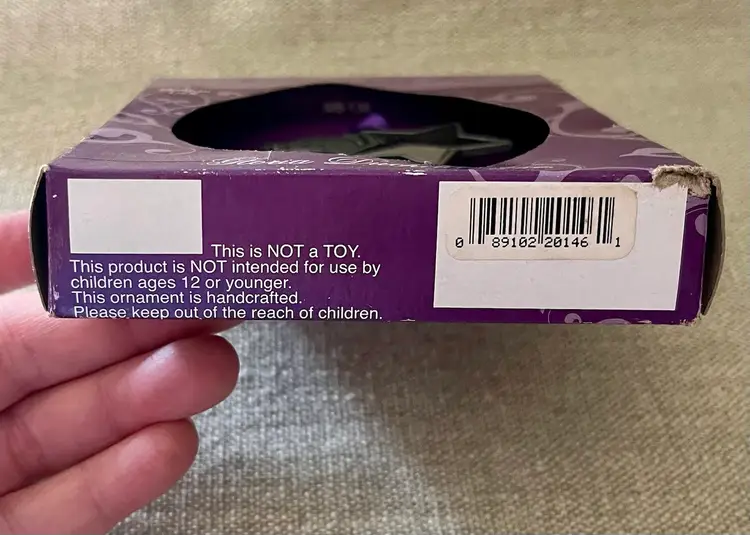 This is NOT a TOY.
This product is NOT intended for use by
children ages 12 or younger.
This ornament is handcrafted.
Please keep out of the reach of children.
0 89102 20146 1